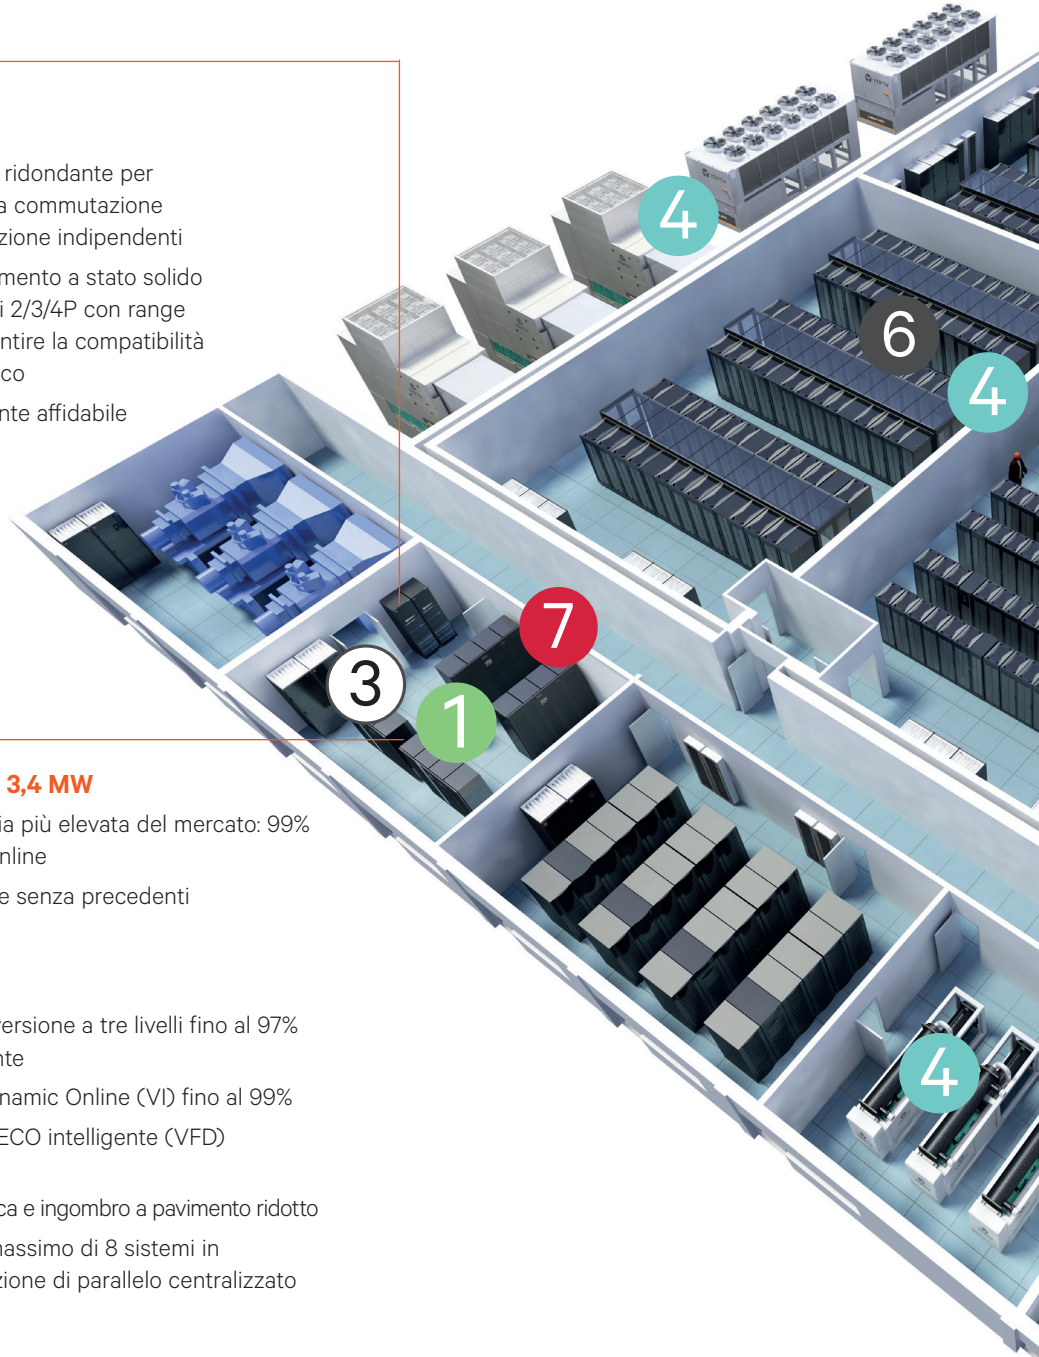 ridondante per
a commutazione
zione indipendenti
mento a stato solido
i 2/3/4P con range
ntire la compatibilità
co
nte affidabile
3,4 MW
ia più elevata del mercato: 99%
nline
e senza precedenti
versione a tre livelli fino al 97%
nte
namic Online (VI) fino al 99%
ECO intelligente (VFD)
ca e ingombro a pavimento ridotto
nassimo di 8 sistemi in
zione di parallelo centralizzato
VERTIV
VERTIV
4
6
4
7
3
1
4